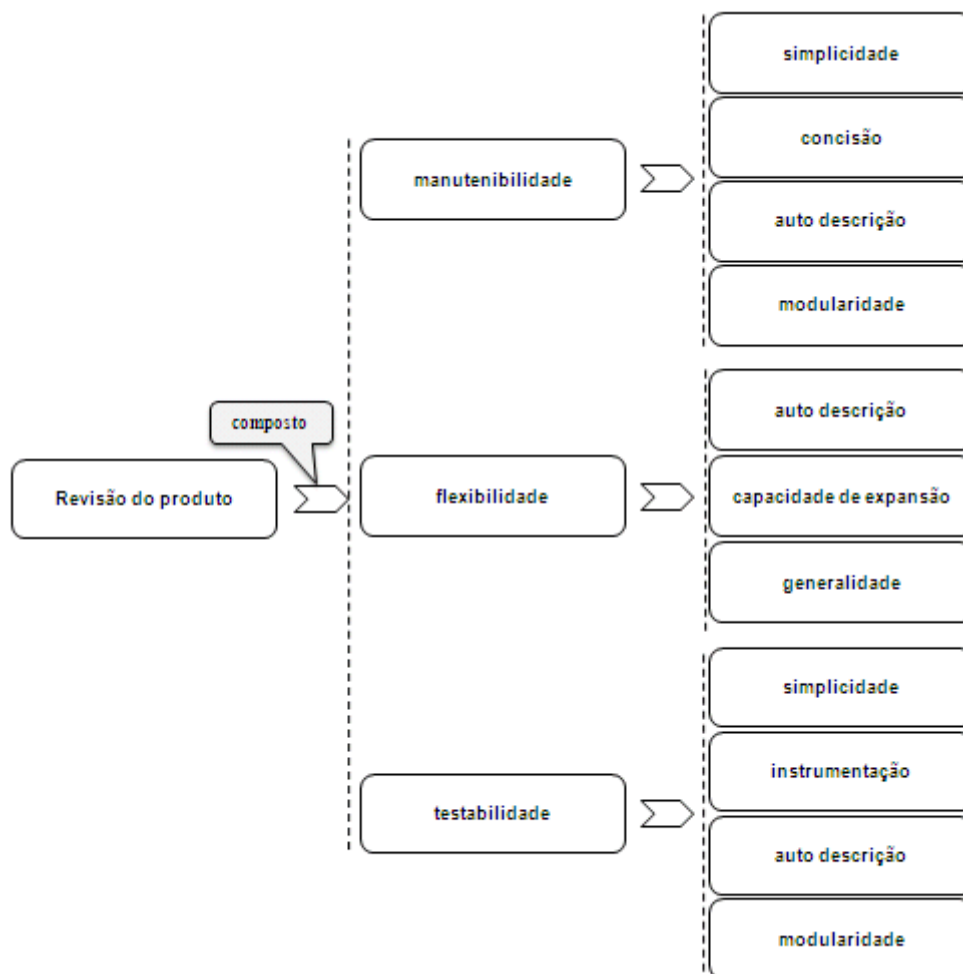 simplicidade
concisão
manutenibilidade
auto descrição
modularidade
auto descrição
composto
Revisão do produto
flexibilidade
capacidade de expansão
generalidade
simplicidade
instrumentação
testabilidade
auto descrição
modularidade